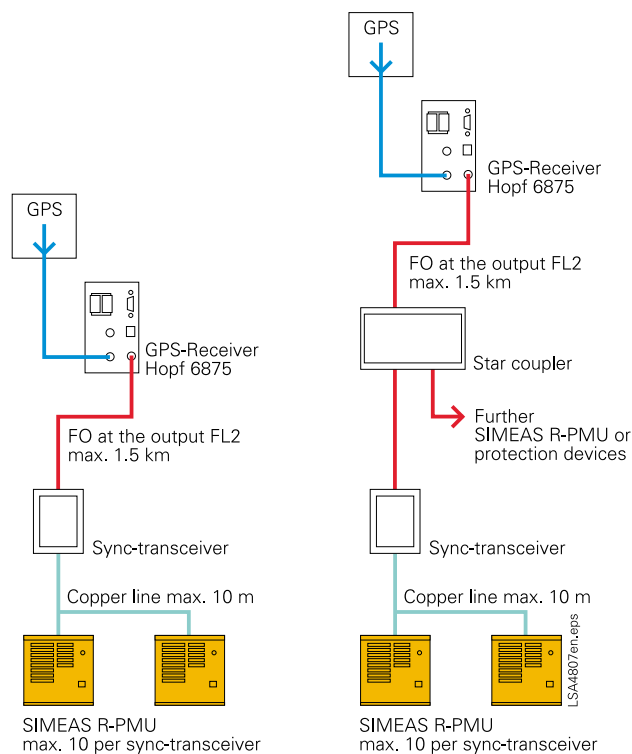 GPS
GPS-Receiver
Hopf 6875
FO at the output FL2
max. 1.5 km
Sync-transceiver
Copper line max. 10 m
SIMEAS R-PMU
max. 10 per sync-transceiver
GPS
GPS-Receiver
Hopf 6875
FO at the output FL2
max. 1.5 km
Star coupler
Further
SIMEAS R-PMU or
protection devices
Sync-transceiver
Copper line max. 10 m
LSA4807en.eps
SIMEAS R-PMU
max. 10 per sync-transceiver